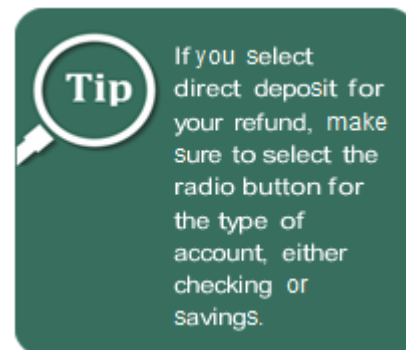 Tip
If you select
direct deposit for
your refund, make
sure to select the
radio button for
the type of
account, either
checking or
savings.